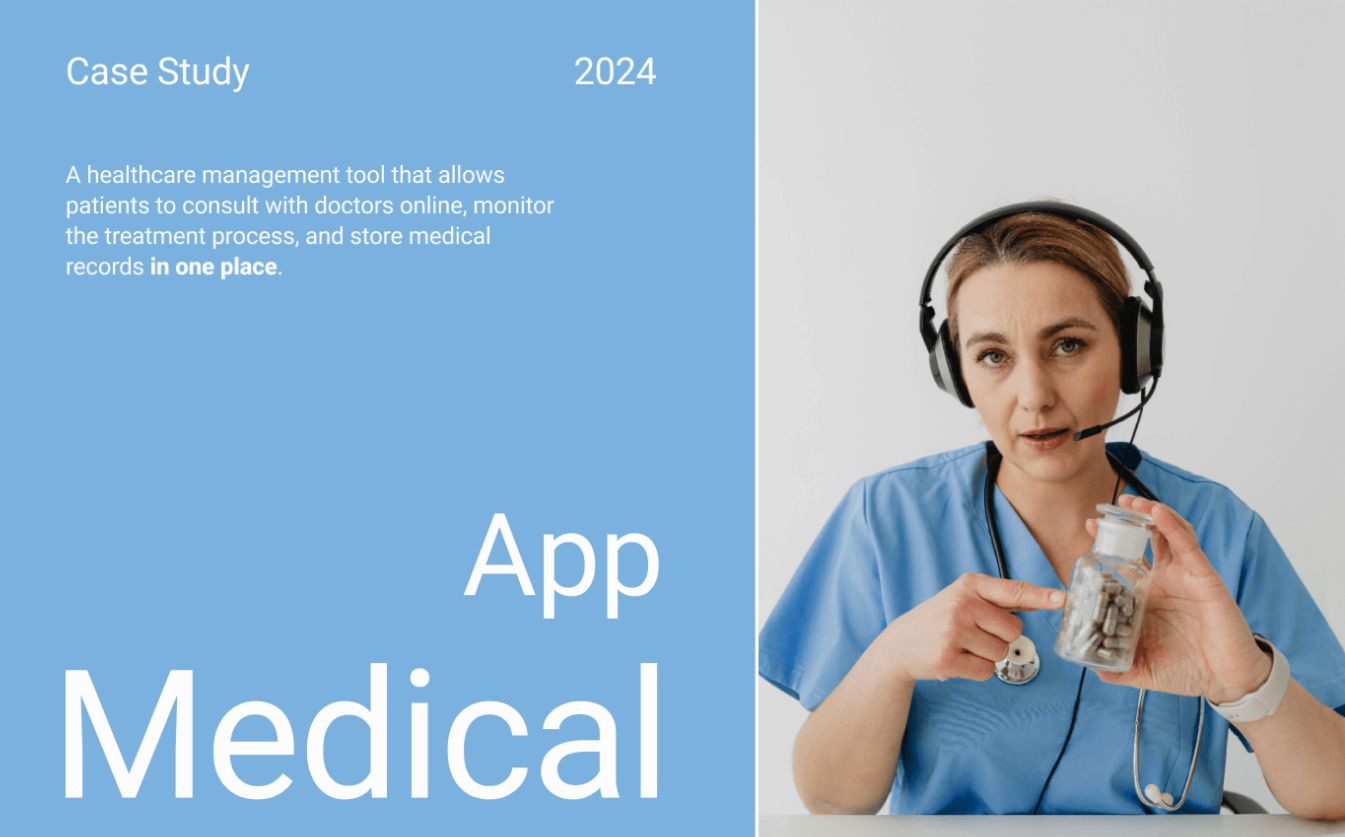 Case Study
2024
A healthcare management tool that allows
patients to consult with doctors online, monitor
the treatment process, and store medical
records in one place.
App
Medical